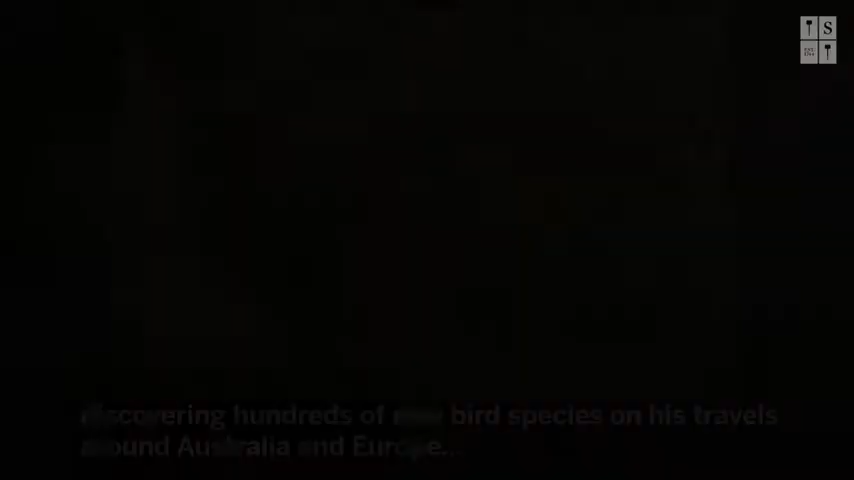 S
discovering hundreds of new bird species on his travels
around Australia and Europe...